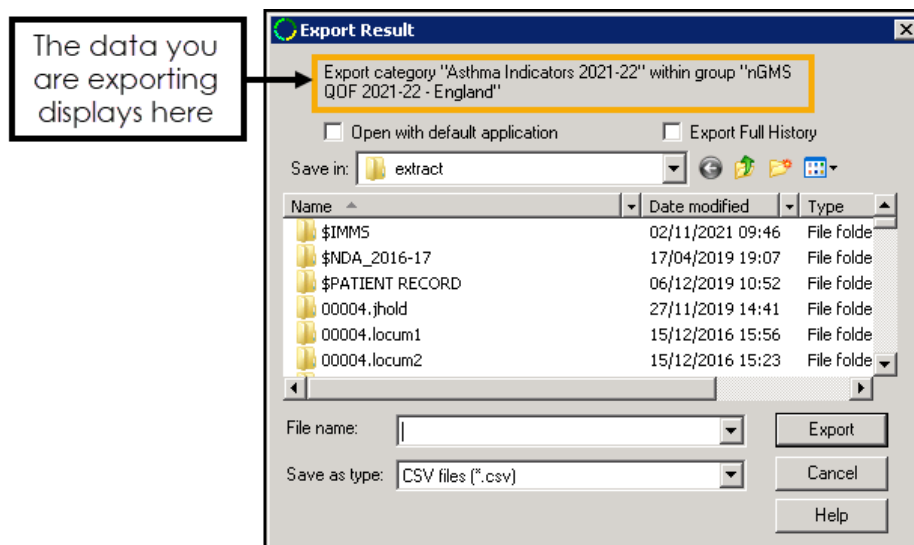 The data you
are exporting
displays here
Export Result
Export category "Asthma Indicators 2021-22" within group "nGMS
QOF 2021-22 - England"
Open with default application Export Full History
Save in: extract
Name Date modified Type
$IMMS 02/11/2021 09:46 File folde
$NDA_2016-17 17/04/2019 19:07 File folde
$PATIENT RECORD 06/12/2019 10:52 File folde
00004.jhold 27/11/2019 14:41 File folde
00004.locum1 15/12/2016 15:56 File folde
00004.locum2 15/12/2016 15:23 File folde
File name: Export
Save as type: CSV files (*.csv) Cancel
Help